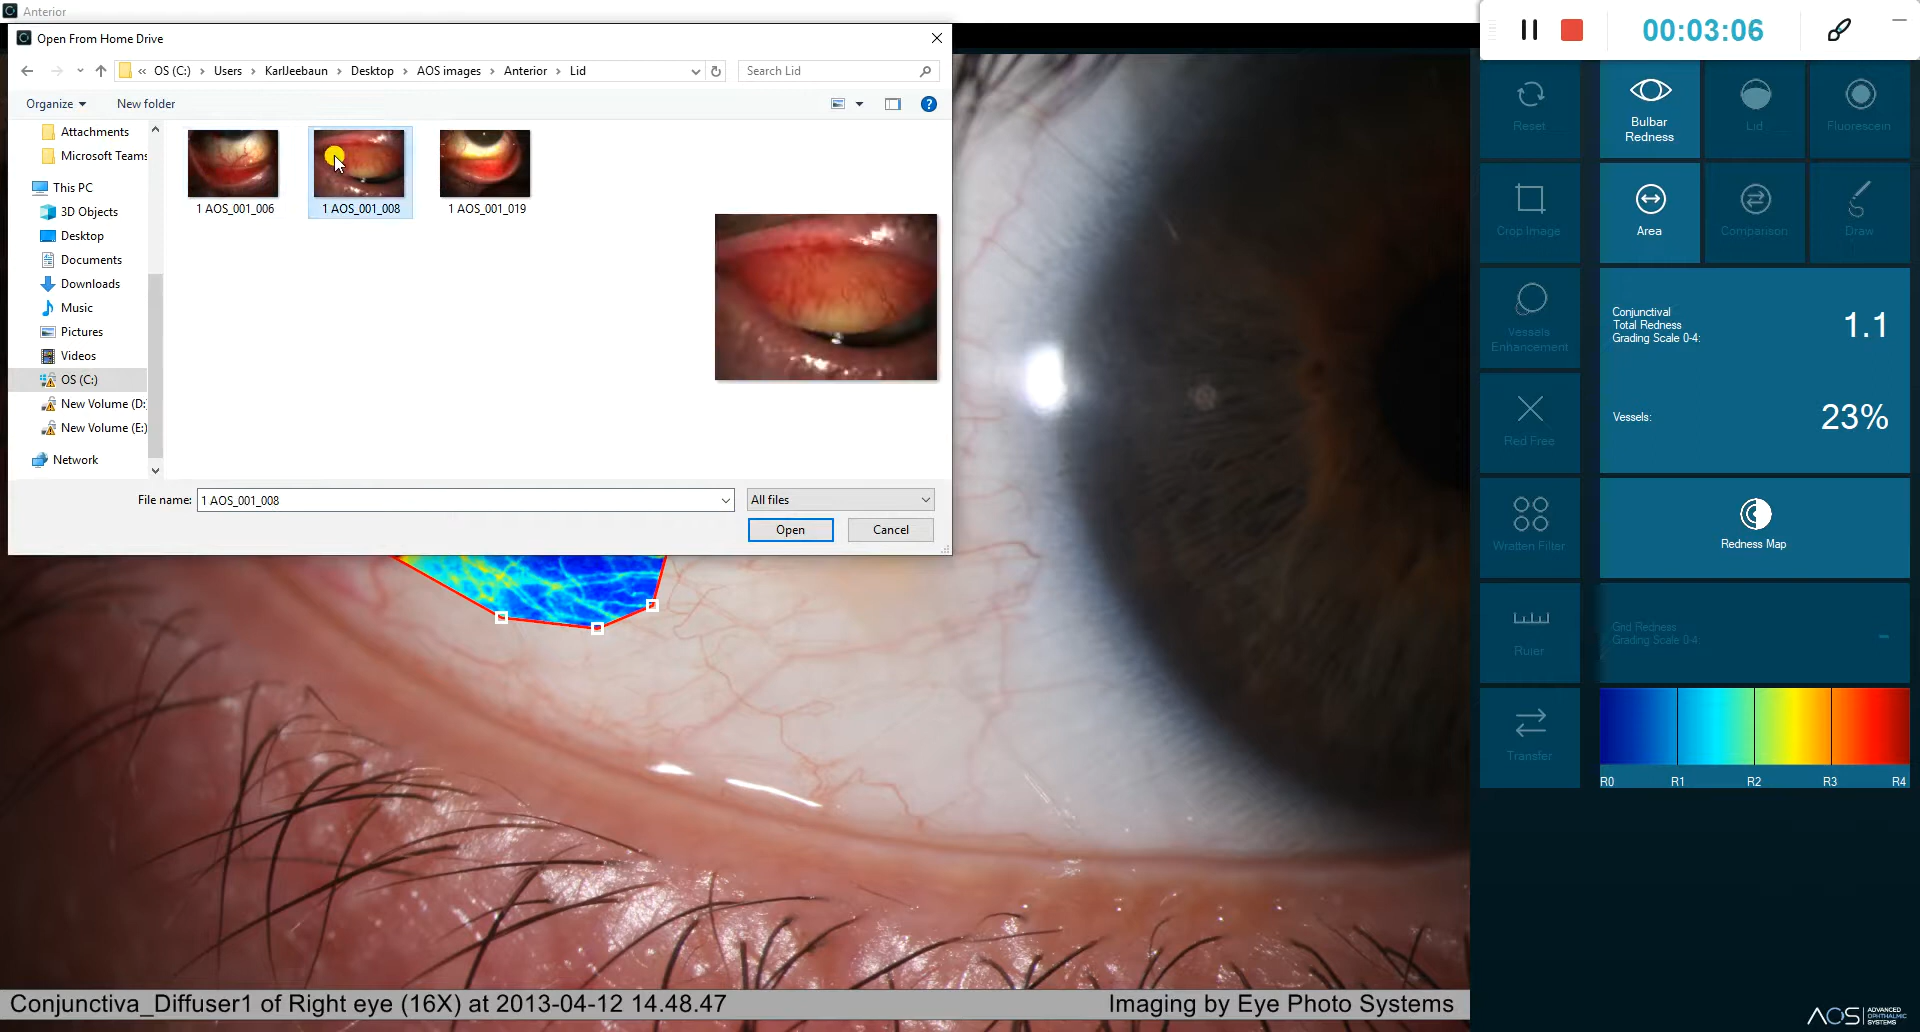 Anterior
Open From Home Drive
« OS (C:) › Users › KarlJeebaun › Desktop › AOS images › Anterior › Lid
Search Lid
Organize
New folder
Attachments
Microsoft Teams
This PC
3D Objects
Desktop
Documents
Downloads
Music
Pictures
Videos
OS (C:)
New Volume (D:
New Volume (E:)
Network
1 AOS_001_006
1 AOS_001_008
1 AOS_001_019
File name:
1 AOS_001_008
All files
Open
Cancel
00:03:06
Reset
Bulbar
Redness
Lid
Fluorescein
Crop Image
Area
Comparison
Draw
Vessels
Enhancement
Conjunctival
Total Redness
Grading Scale 0-4:
1.1
Red Free
Vessels:
23%
Wratten Filter
Redness Map
Ruler
Grid Redness
Grading Scale 0-4
-
Transfer
R0
R1
R2
R3
R4
Conjunctiva_Diffuser1 of Right eye (16X) at 2013-04-12 14.48.47
Imaging by Eye Photo Systems
AOS
ADVANCED
OPHTHALMIC
SYSTEMS